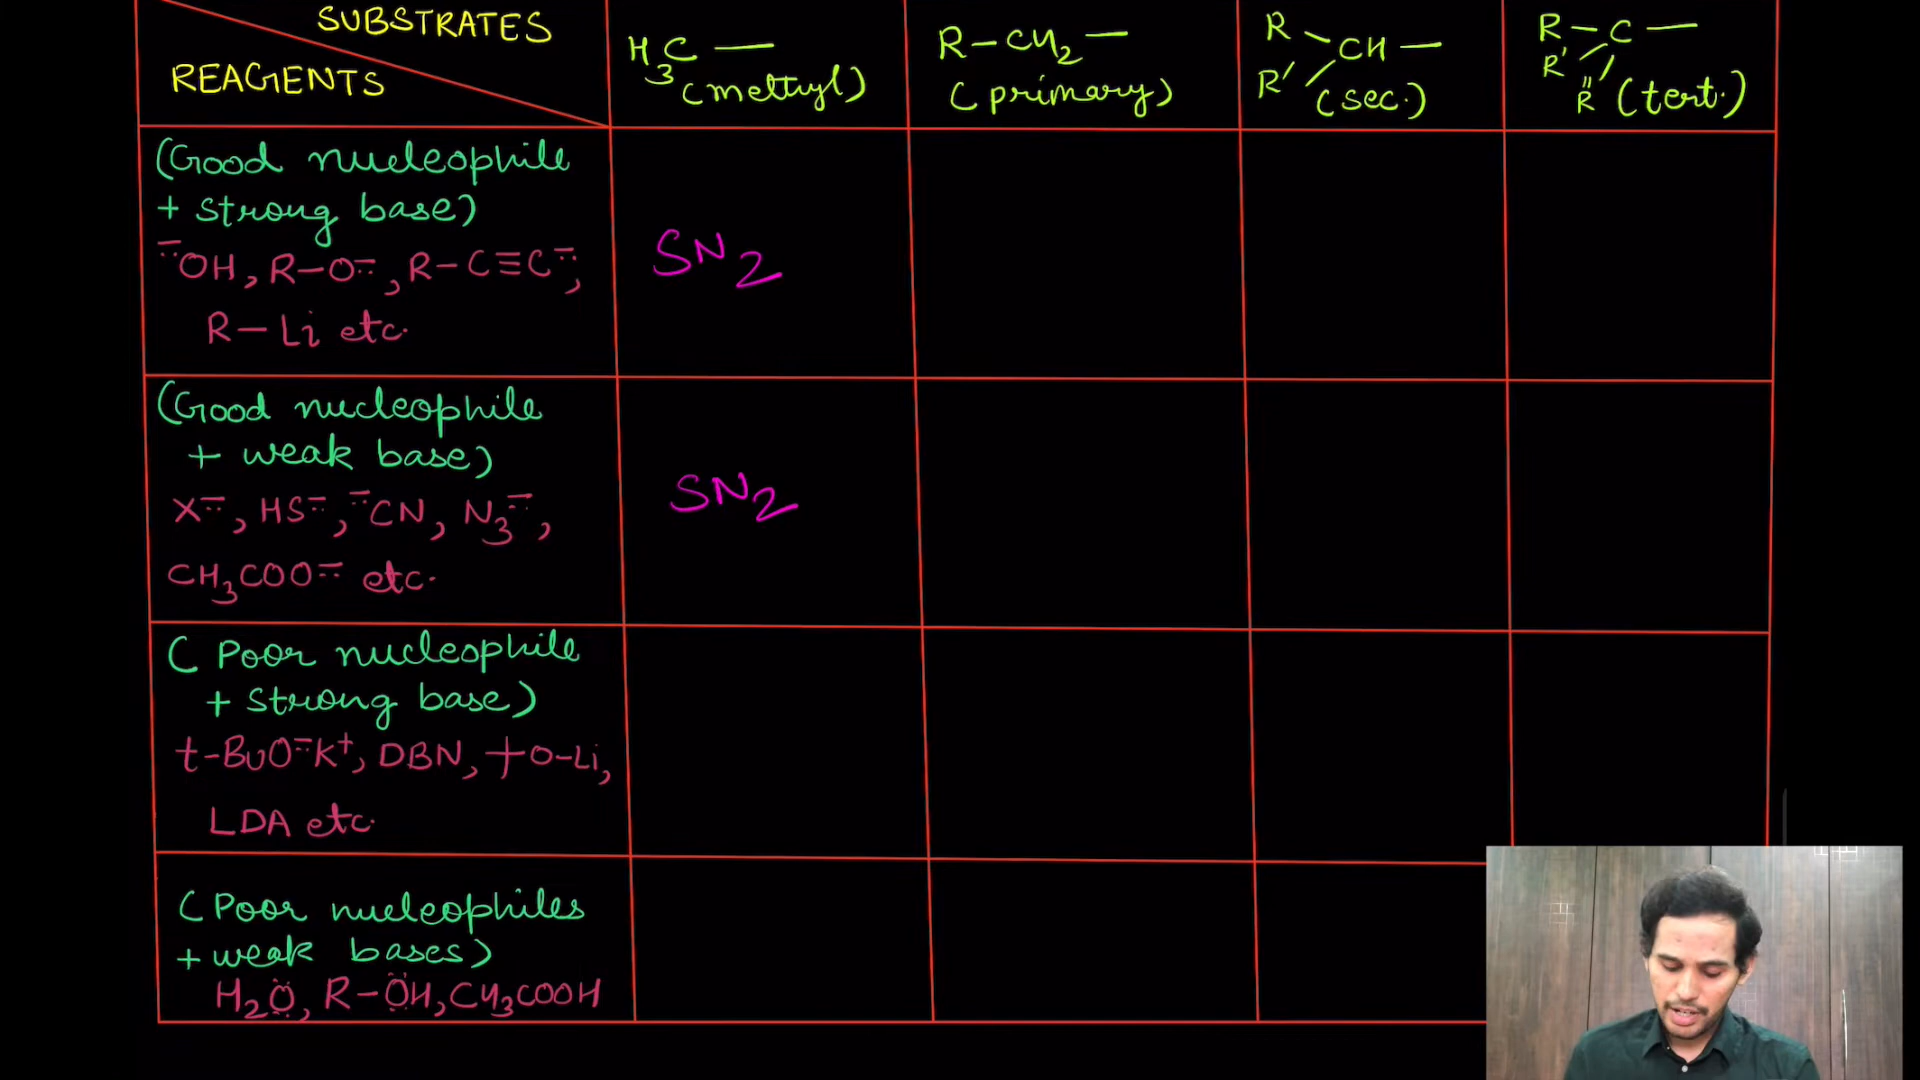 SUBSTRATES
REAGENTS
H3C —
(methyl)
R-CH2 —
(primary)
R
CH —
R'
(sec.)
R-C —
R'
R'' (tert.)
(Good nucleophile
+ strong base)
⁻:OH, R-O⁻:, R-C≡C⁻:,
R-Li etc.
SN2
(Good nucleophile
+ weak base)
X⁻:, HS⁻:, ⁻:CN, N3⁻:,
CH3COO⁻: etc.
SN2
( Poor nucleophile
+ strong base)
t-BuO⁻:K⁺, DBN, O-Li,
LDA etc.
( Poor nucleophiles
+ weak bases)
H2O, R-OH, CH3COOH